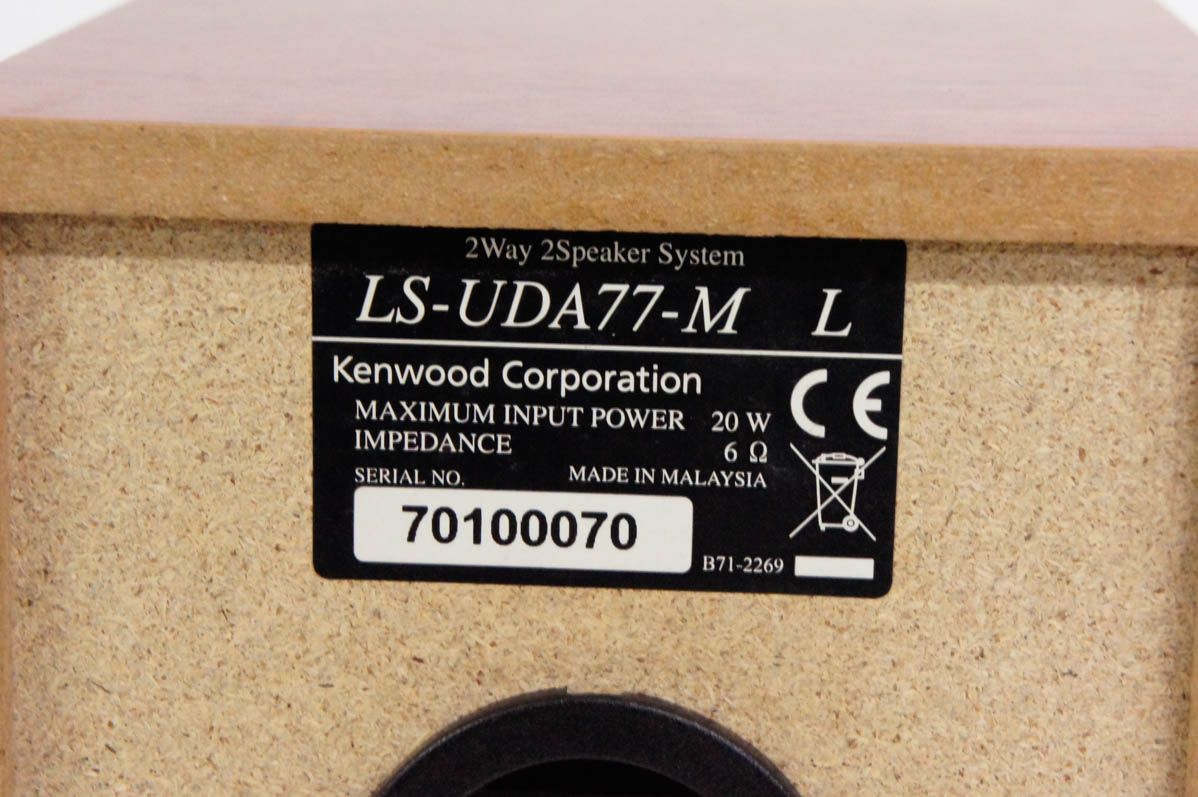 2Way 2Speaker System
LS-UDA77-M L
Kenwood Corporation
MAXIMUM INPUT POWER 20 W
IMPEDANCE 6 Ω
SERIAL NO. MADE IN MALAYSIA
70100070
B71-2269
CE